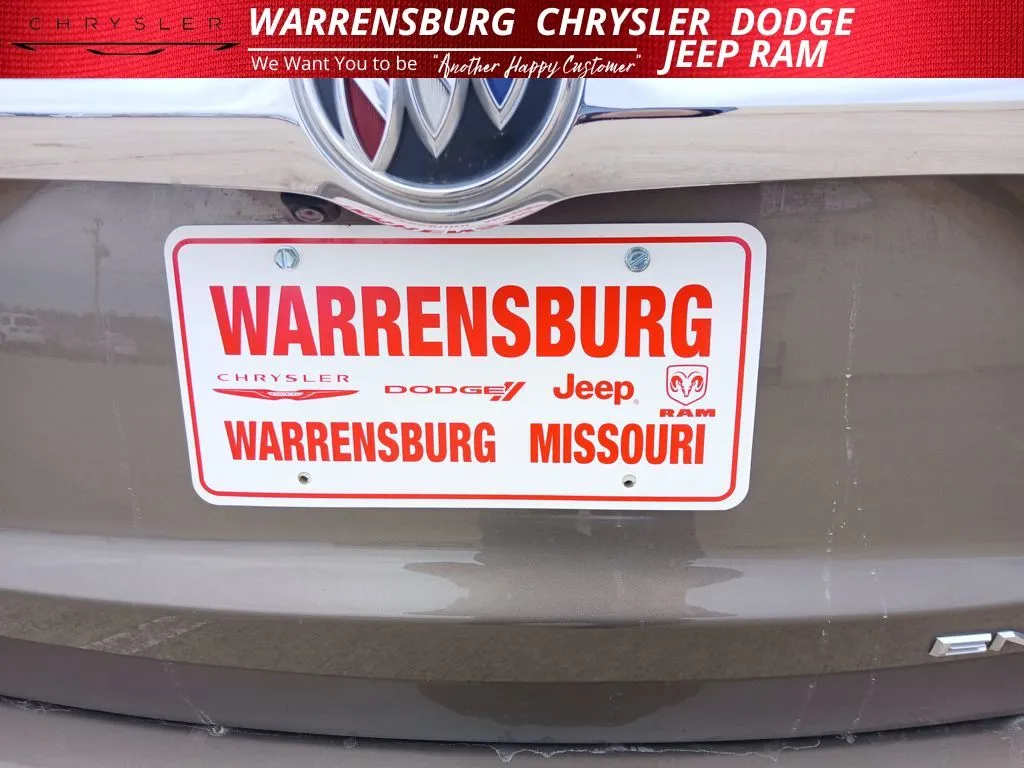 CHRYSLER
WARRENSBURG CHRYSLER DODGE
JEEP RAM
We Want You to be "Another Happy Customer"
WARRENSBURG
CHRYSLER DODGE Jeep RAM
WARRENSBURG MISSOURI